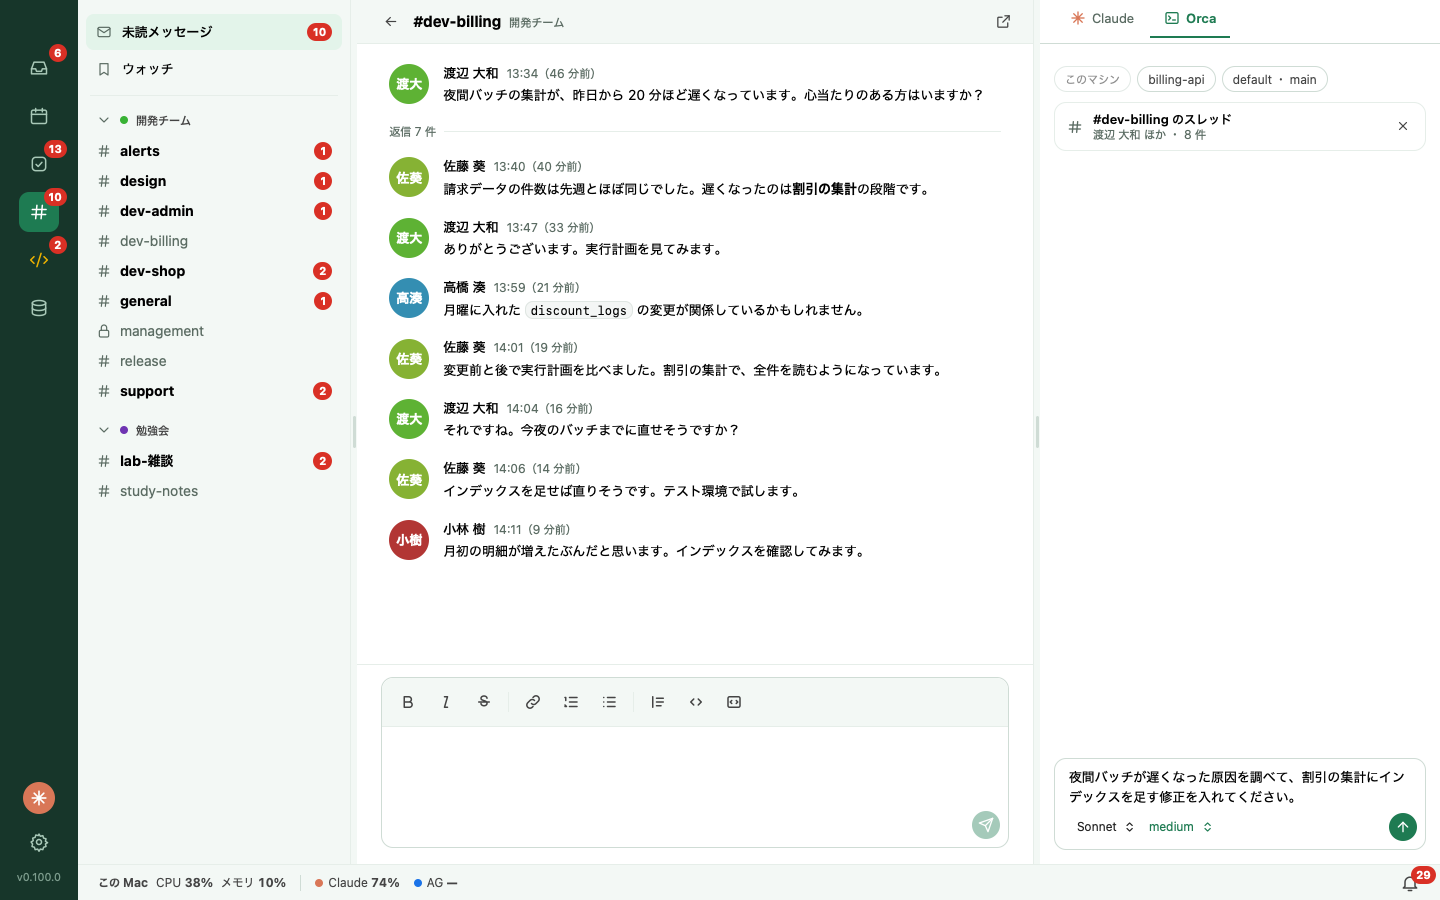 6
13
10
2
v0.100.0
未読メッセージ 10
ウォッチ
開発チーム
alerts 1
design 1
dev-admin 1
dev-billing
dev-shop 2
general 1
management
release
support 2
勉強会
lab-雑談 2
study-notes
#dev-billing 開発チーム
渡大
渡辺 大和 13:34 (46 分前)
夜間バッチの集計が、昨日から 20 分ほど遅くなっています。心当たりのある方はいますか？
返信 7 件
佐葵
佐藤 葵 13:40 (40 分前)
請求データの件数は先週とほぼ同じでした。遅くなったのは割引の集計の段階です。
渡大
渡辺 大和 13:47 (33 分前)
ありがとうございます。実行計画を見てみます。
高湊
高橋 湊 13:59 (21 分前)
月曜に入れた discount_logs の変更が関係しているかもしれません。
佐葵
佐藤 葵 14:01 (19 分前)
変更前と後で実行計画を比べました。割引の集計で、全件を読むようになっています。
渡大
渡辺 大和 14:04 (16 分前)
それですね。今夜のバッチまでに直せそうですか？
佐葵
佐藤 葵 14:06 (14 分前)
インデックスを足せば直りそうです。テスト環境で試します。
小樹
小林 樹 14:11 (9 分前)
月初の明細が増えたぶんだと思います。インデックスを確認してみます。
Claude Orca
このマシン billing-api default ・ main
#dev-billing のスレッド
渡辺 大和 ほか ・ 8 件
夜間バッチが遅くなった原因を調べて、割引の集計にイン
デックスを足す修正を入れてください。
Sonnet medium
この Mac CPU 38% メモリ 10% Claude 74% AG —
29